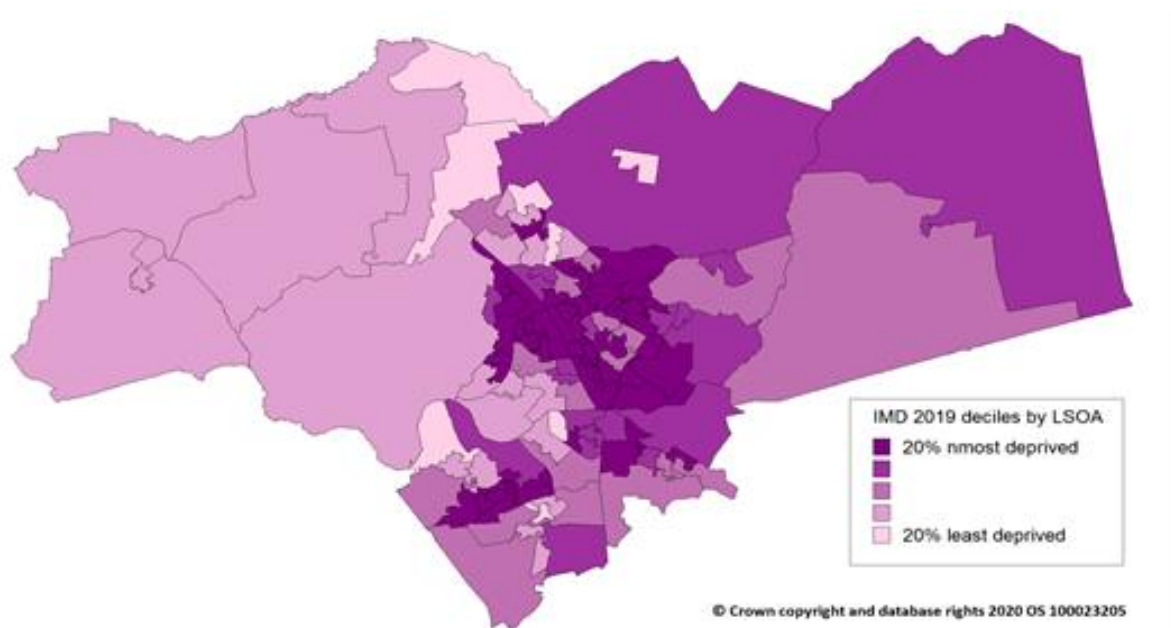 IMD 2019 deciles by LSOA
20% nmost deprived
20% least deprived
© Crown copyright and database rights 2020 OS 100023205